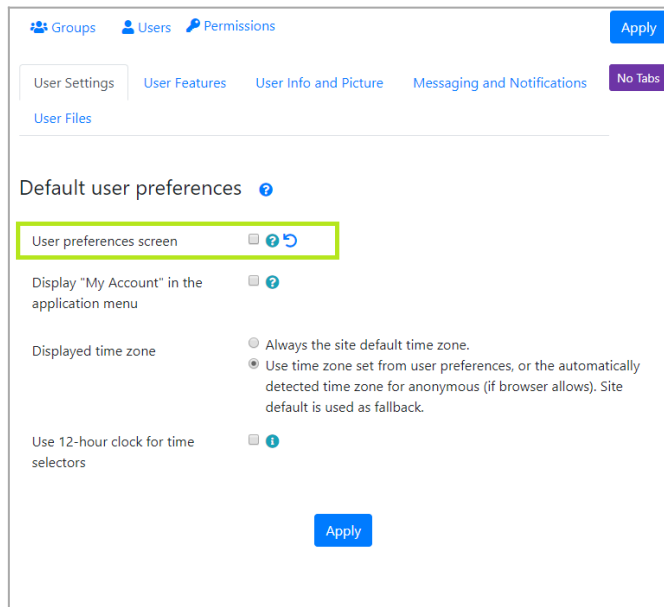 Groups Users Permissions Apply
User Settings User Features User Info and Picture Messaging and Notifications No Tabs
User Files
Default user preferences
User preferences screen
Display "My Account" in the
application menu
Displayed time zone
Always the site default time zone.
Use time zone set from user preferences, or the automatically
detected time zone for anonymous (if browser allows). Site
default is used as fallback.
Use 12-hour clock for time
selectors
Apply